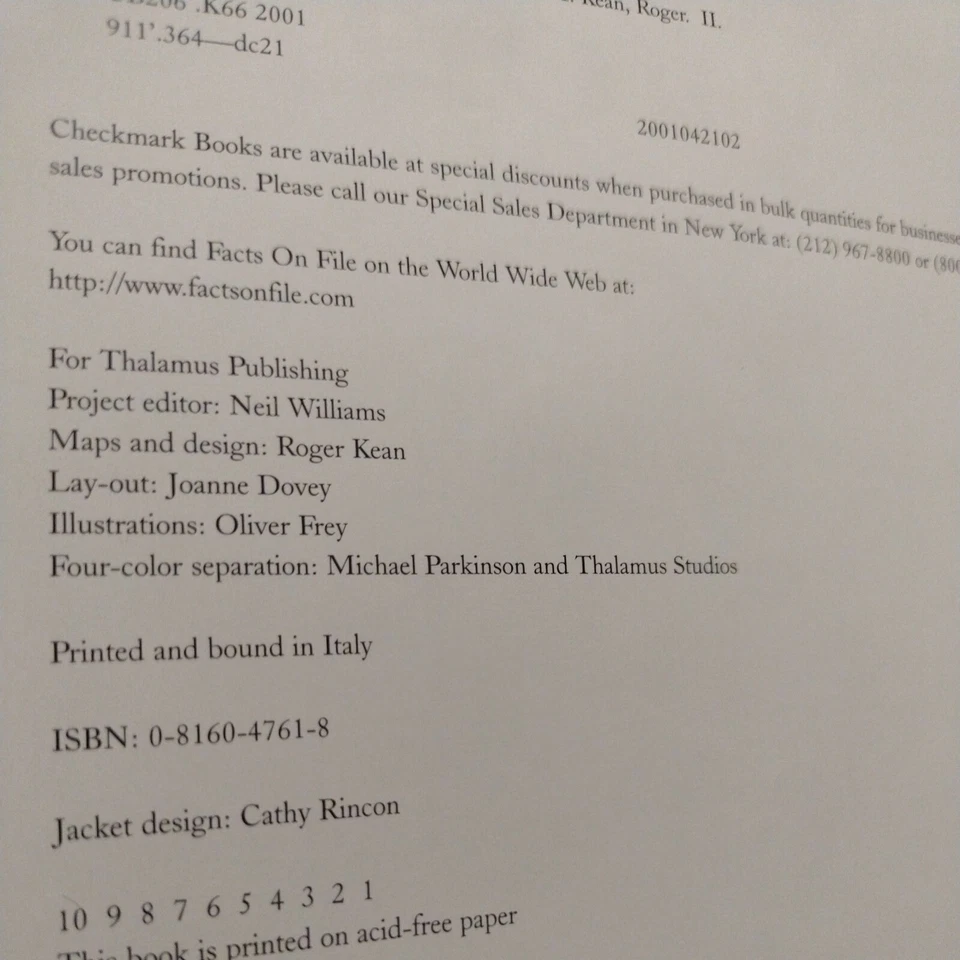 .K66 2001
Kean, Roger. II.
911'.364—dc21
2001042102
Checkmark Books are available at special discounts when purchased in bulk quantities for
sales promotions. Please call our Special Sales Department in New York at: (212) 967-8800 or
You can find Facts On File on the World Wide Web at:
http://www.factsonfile.com
For Thalamus Publishing
Project editor: Neil Williams
Maps and design: Roger Kean
Lay-out: Joanne Dovey
Illustrations: Oliver Frey
Four-color separation: Michael Parkinson and Thalamus Studios
Printed and bound in Italy
ISBN: 0-8160-4761-8
Jacket design: Cathy Rincon
10 9 8 7 6 5 4 3 2 1
This book is printed on acid-free paper